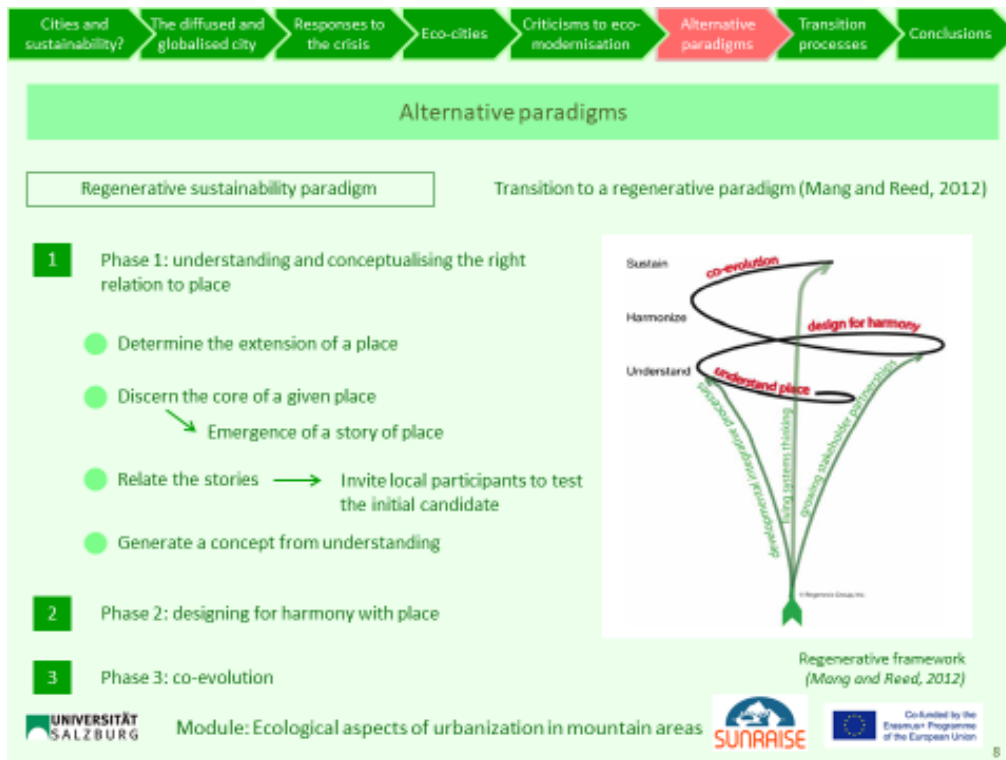 Cities and
sustainability?
The diffused and
globalised city
Responses to
the crisis
Eco-cities
Criticisms to eco-
modernisation
Alternative
paradigms
Transition
processes
Conclusions
Alternative paradigms
Regenerative sustainability paradigm
Transition to a regenerative paradigm (Mang and Reed, 2012)
1
Phase 1: understanding and conceptualising the right
relation to place
Determine the extension of a place
Discern the core of a given place
Emergence of a story of place
Relate the stories
Invite local participants to test
the initial candidate
Generate a concept from understanding
2
Phase 2: designing for harmony with place
3
Phase 3: co-evolution
Sustain
co-evolution
Harmonize
design for harmony
Understand
understand place
developmental integrative processes
living systems thinking
growing stakeholder partnerships
© Regenesis Group, Inc.
Regenerative framework
(Mang and Reed, 2012)
UNIVERSITÄT
SALZBURG
Module: Ecological aspects of urbanization in mountain areas
SUNRAISE
Co-funded by the
Erasmus+ Programme
of the European Union
8